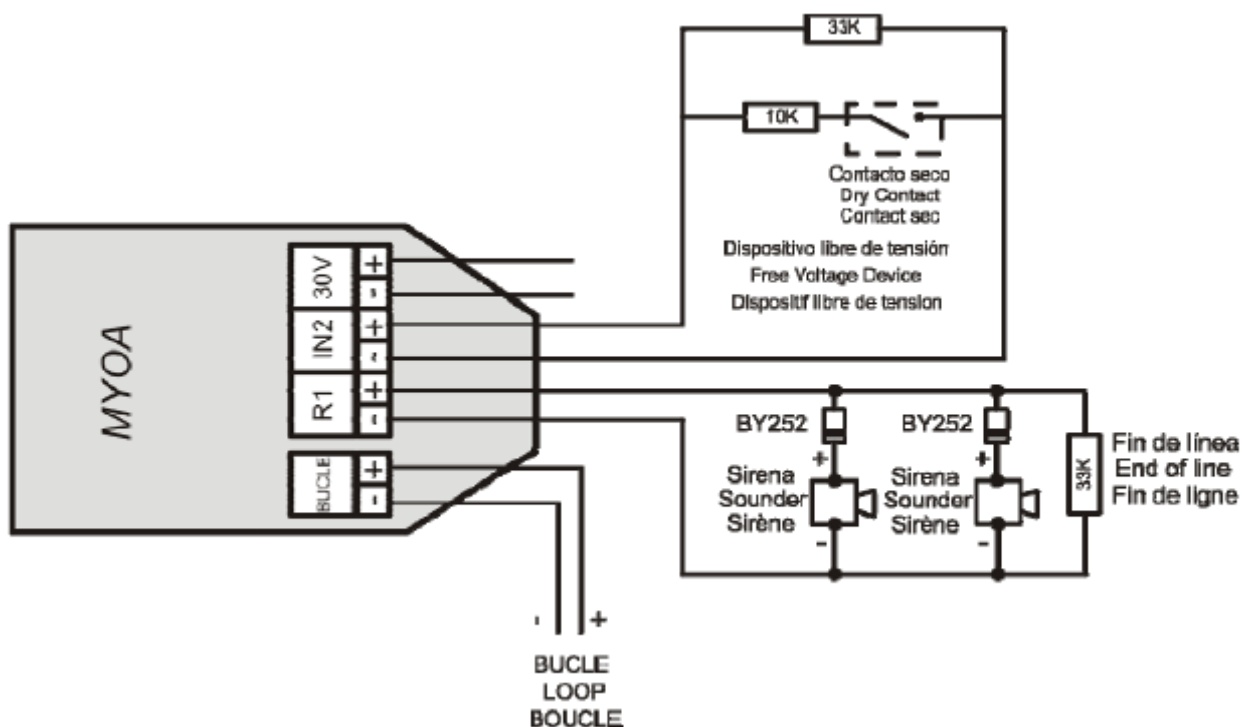 33K
10K
Contacto seco
Dry Contact
Contact sec
Dispositivo libre de tensión
Free Voltage Device
Dispositif libre de tension
MYOA
30V
+
-
IN2
+
-
R1
+
-
BUCLE
+
-
BY252
BY252
+
+
Sirena
Sounder
Sirène
Sirena
Sounder
Sirène
-
-
33K
Fin de línea
End of line
Fin de ligne
- +
BUCLE
LOOP
BOUCLE